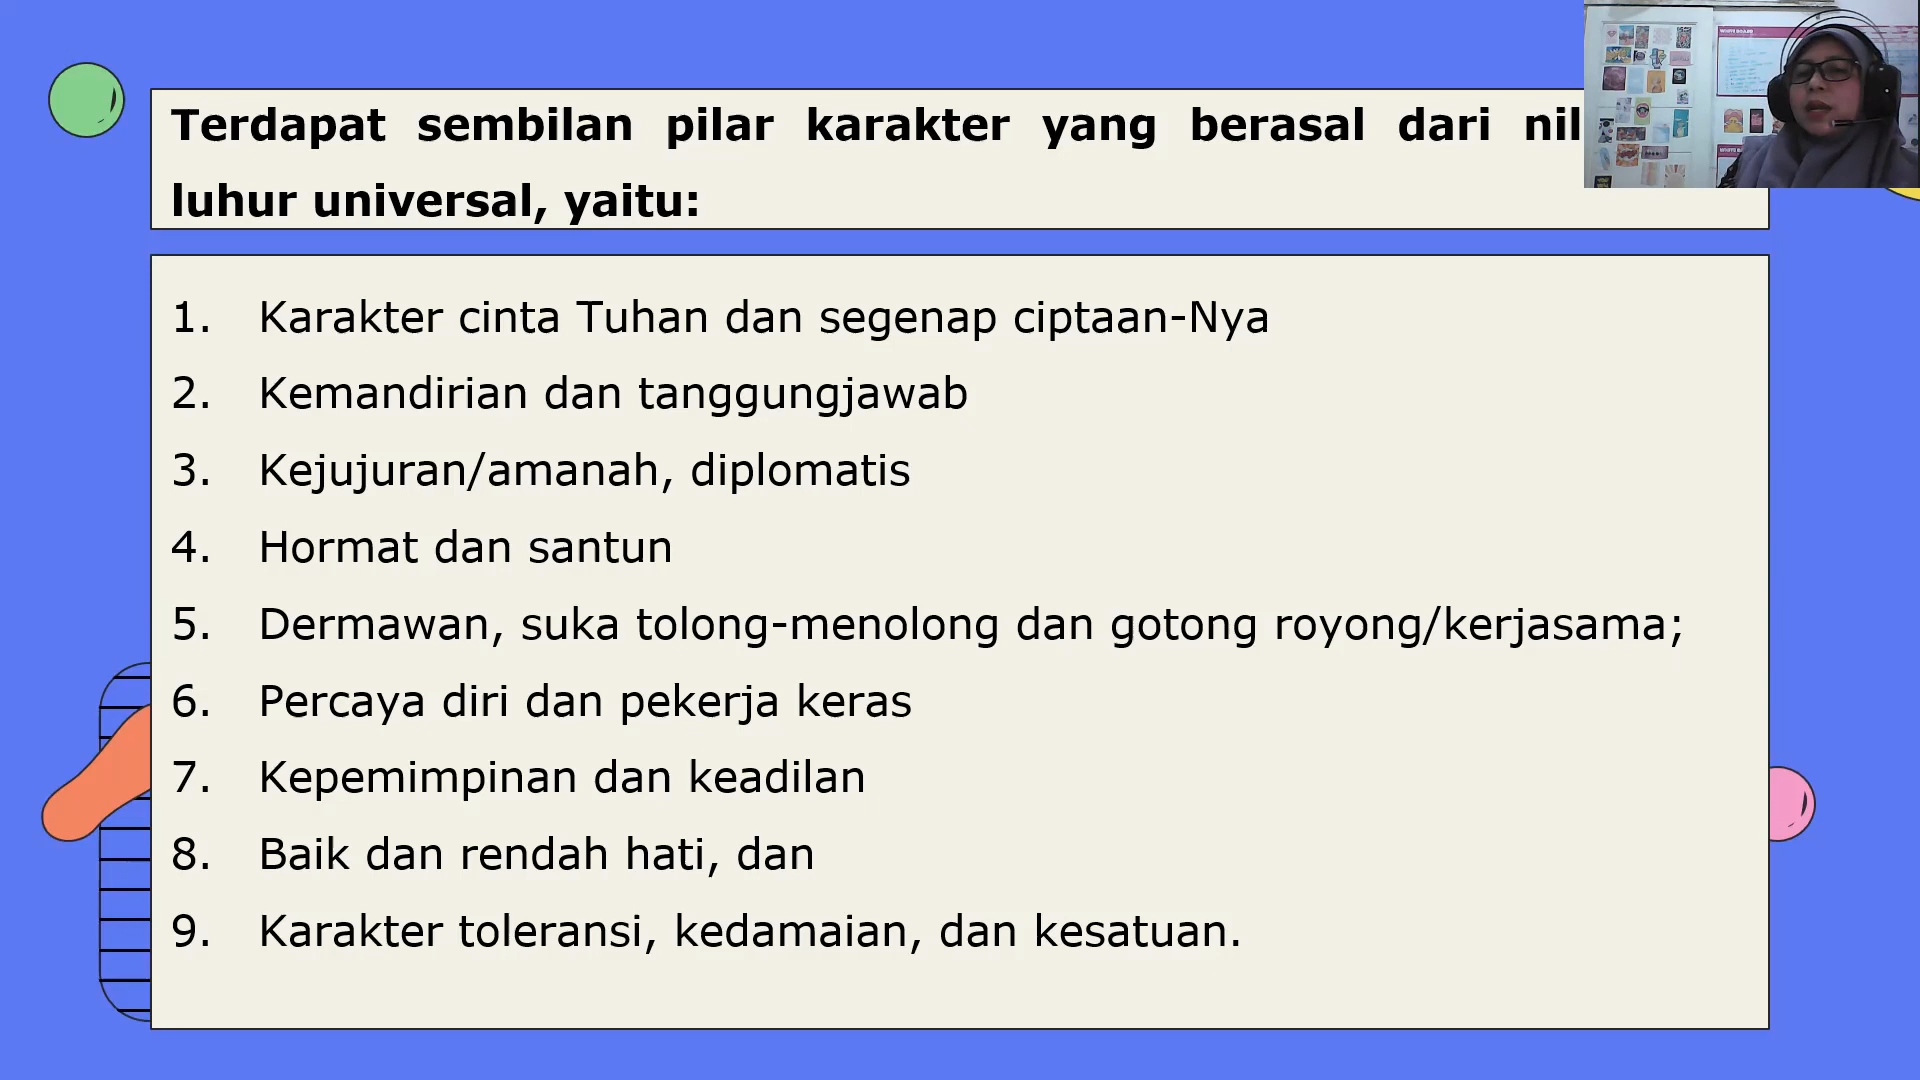 Terdapat sembilan pilar karakter yang berasal dari
luhur universal, yaitu:
1. Karakter cinta Tuhan dan segenap ciptaan-Nya
2. Kemandirian dan tanggungjawab
3. Kejujuran/amanah, diplomatis
4. Hormat dan santun
5. Dermawan, suka tolong-menolong dan gotong royong/kerjasama;
6. Percaya diri dan pekerja keras
7. Kepemimpinan dan keadilan
8. Baik dan rendah hati, dan
9. Karakter toleransi, kedamaian, dan kesatuan.